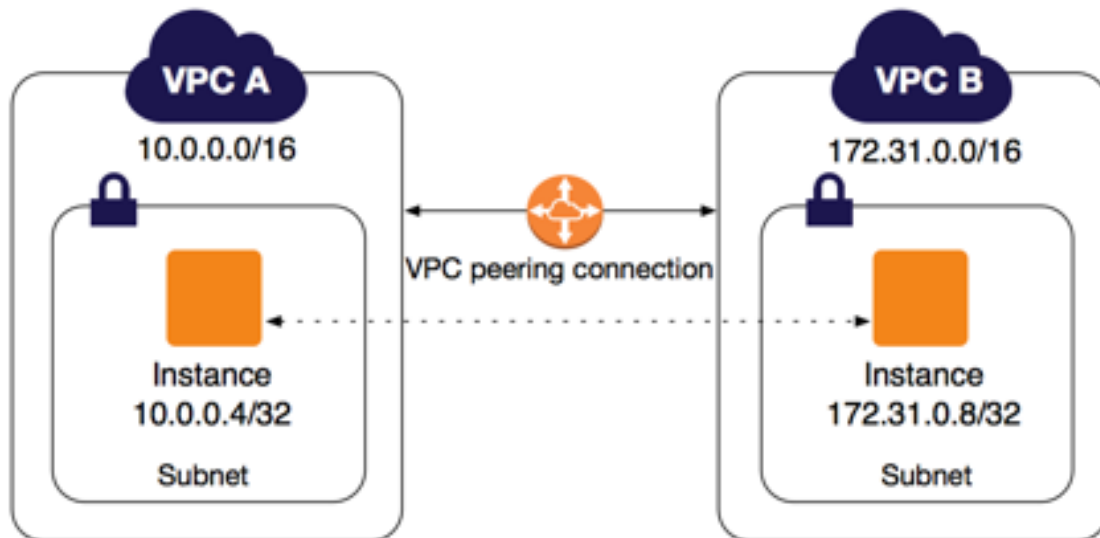 VPC A
10.0.0.0/16
VPC B
172.31.0.0/16
VPC peering connection
Instance
10.0.0.4/32
Subnet
Instance
172.31.0.8/32
Subnet